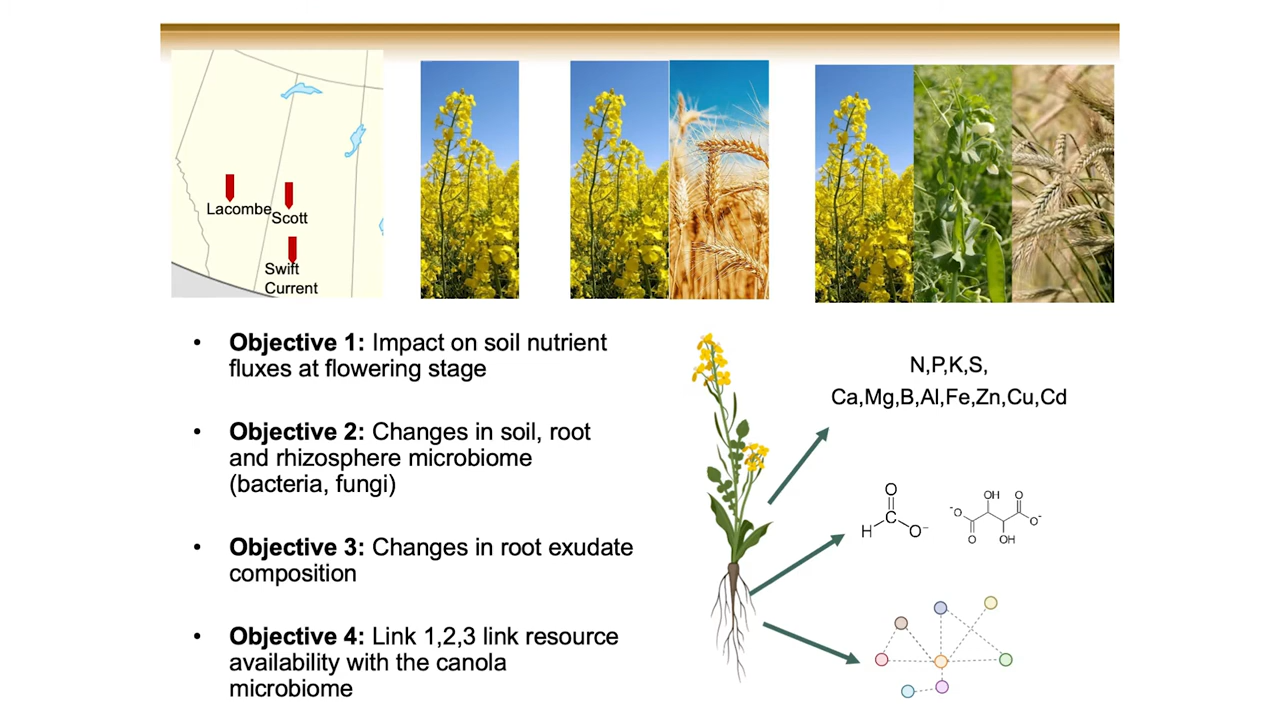 Lacombe
Scott
Swift
Current
• Objective 1: Impact on soil nutrient
fluxes at flowering stage
• Objective 2: Changes in soil, root
and rhizosphere microbiome
(bacteria, fungi)
• Objective 3: Changes in root exudate
composition
• Objective 4: Link 1,2,3 link resource
availability with the canola
microbiome
N,P,K,S,
Ca,Mg,B,Al,Fe,Zn,Cu,Cd
O
C
H O⁻
OH O
⁻O O⁻
O OH